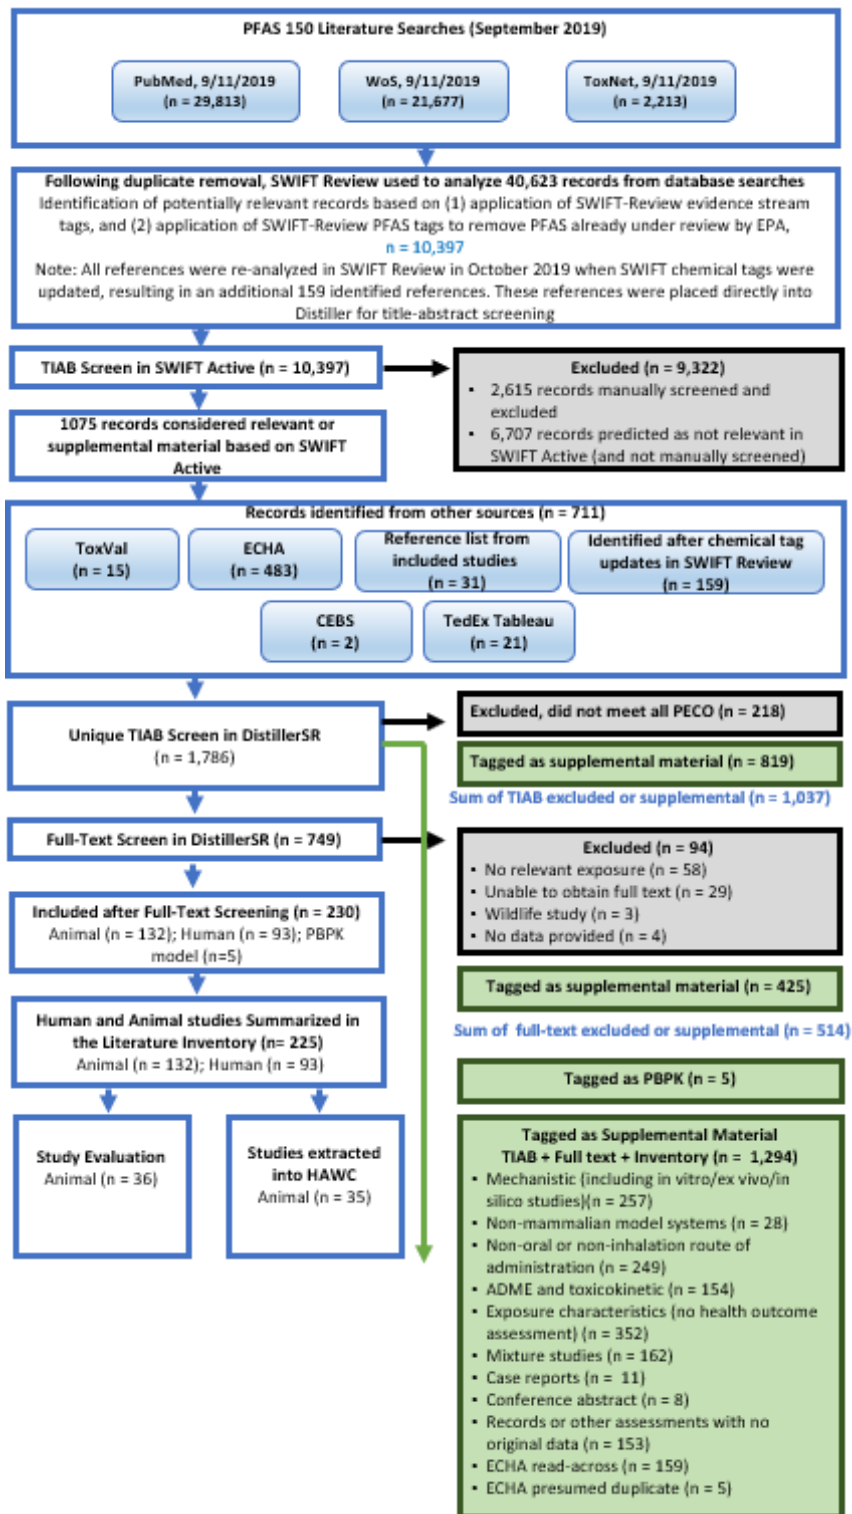 PFAS 150 Literature Searches (September 2019)
PubMed, 9/11/2019
(n = 29,813)
WoS, 9/11/2019
(n = 21,677)
ToxNet, 9/11/2019
(n = 2,213)
Following duplicate removal, SWIFT Review used to analyze 40,623 records from database searches
Identification of potentially relevant records based on (1) application of SWIFT-Review evidence stream
tags, and (2) application of SWIFT-Review PFAS tags to remove PFAS already under review by EPA,
n = 10,397
Note: All references were re-analyzed in SWIFT Review in October 2019 when SWIFT chemical tags were
updated, resulting in an additional 159 identified references. These references were placed directly into
Distiller for title-abstract screening
TIAB Screen in SWIFT Active (n = 10,397)
Excluded (n = 9,322)
• 2,615 records manually screened and
excluded
• 6,707 records predicted as not relevant in
SWIFT Active (and not manually screened)
1075 records considered relevant or
supplemental material based on SWIFT
Active
Records identified from other sources (n = 711)
ToxVal
(n = 15)
ECHA
(n = 483)
Reference list from
included studies
(n = 31)
Identified after chemical tag
updates in SWIFT Review
(n = 159)
CEBS
(n = 2)
TedEx Tableau
(n = 21)
Unique TIAB Screen in DistillerSR
(n = 1,786)
Excluded, did not meet all PECO (n = 218)
Tagged as supplemental material (n = 819)
Sum of TIAB excluded or supplemental (n = 1,037)
Full-Text Screen in DistillerSR (n = 749)
Excluded (n = 94)
▪ No relevant exposure (n = 58)
▪ Unable to obtain full text (n = 29)
▪ Wildlife study (n = 3)
▪ No data provided (n = 4)
Included after Full-Text Screening (n = 230)
Animal (n = 132); Human (n = 93); PBPK
model (n=5)
Tagged as supplemental material (n = 425)
Sum of full-text excluded or supplemental (n = 514)
Human and Animal studies Summarized in
the Literature Inventory (n= 225)
Animal (n = 132); Human (n = 93)
Tagged as PBPK (n = 5)
Study Evaluation
Animal (n = 36)
Studies extracted
into HAWC
Animal (n = 35)
Tagged as Supplemental Material
TIAB + Full text + Inventory (n = 1,294)
▪ Mechanistic (including in vitro/ex vivo/in
silico studies)(n = 257)
▪ Non-mammalian model systems (n = 28)
▪ Non-oral or non-inhalation route of
administration (n = 249)
▪ ADME and toxicokinetic (n = 154)
▪ Exposure characteristics (no health outcome
assessment) (n = 352)
▪ Mixture studies (n = 162)
▪ Case reports (n = 11)
▪ Conference abstract (n = 8)
▪ Records or other assessments with no
original data (n = 153)
▪ ECHA read-across (n = 159)
▪ ECHA presumed duplicate (n = 5)